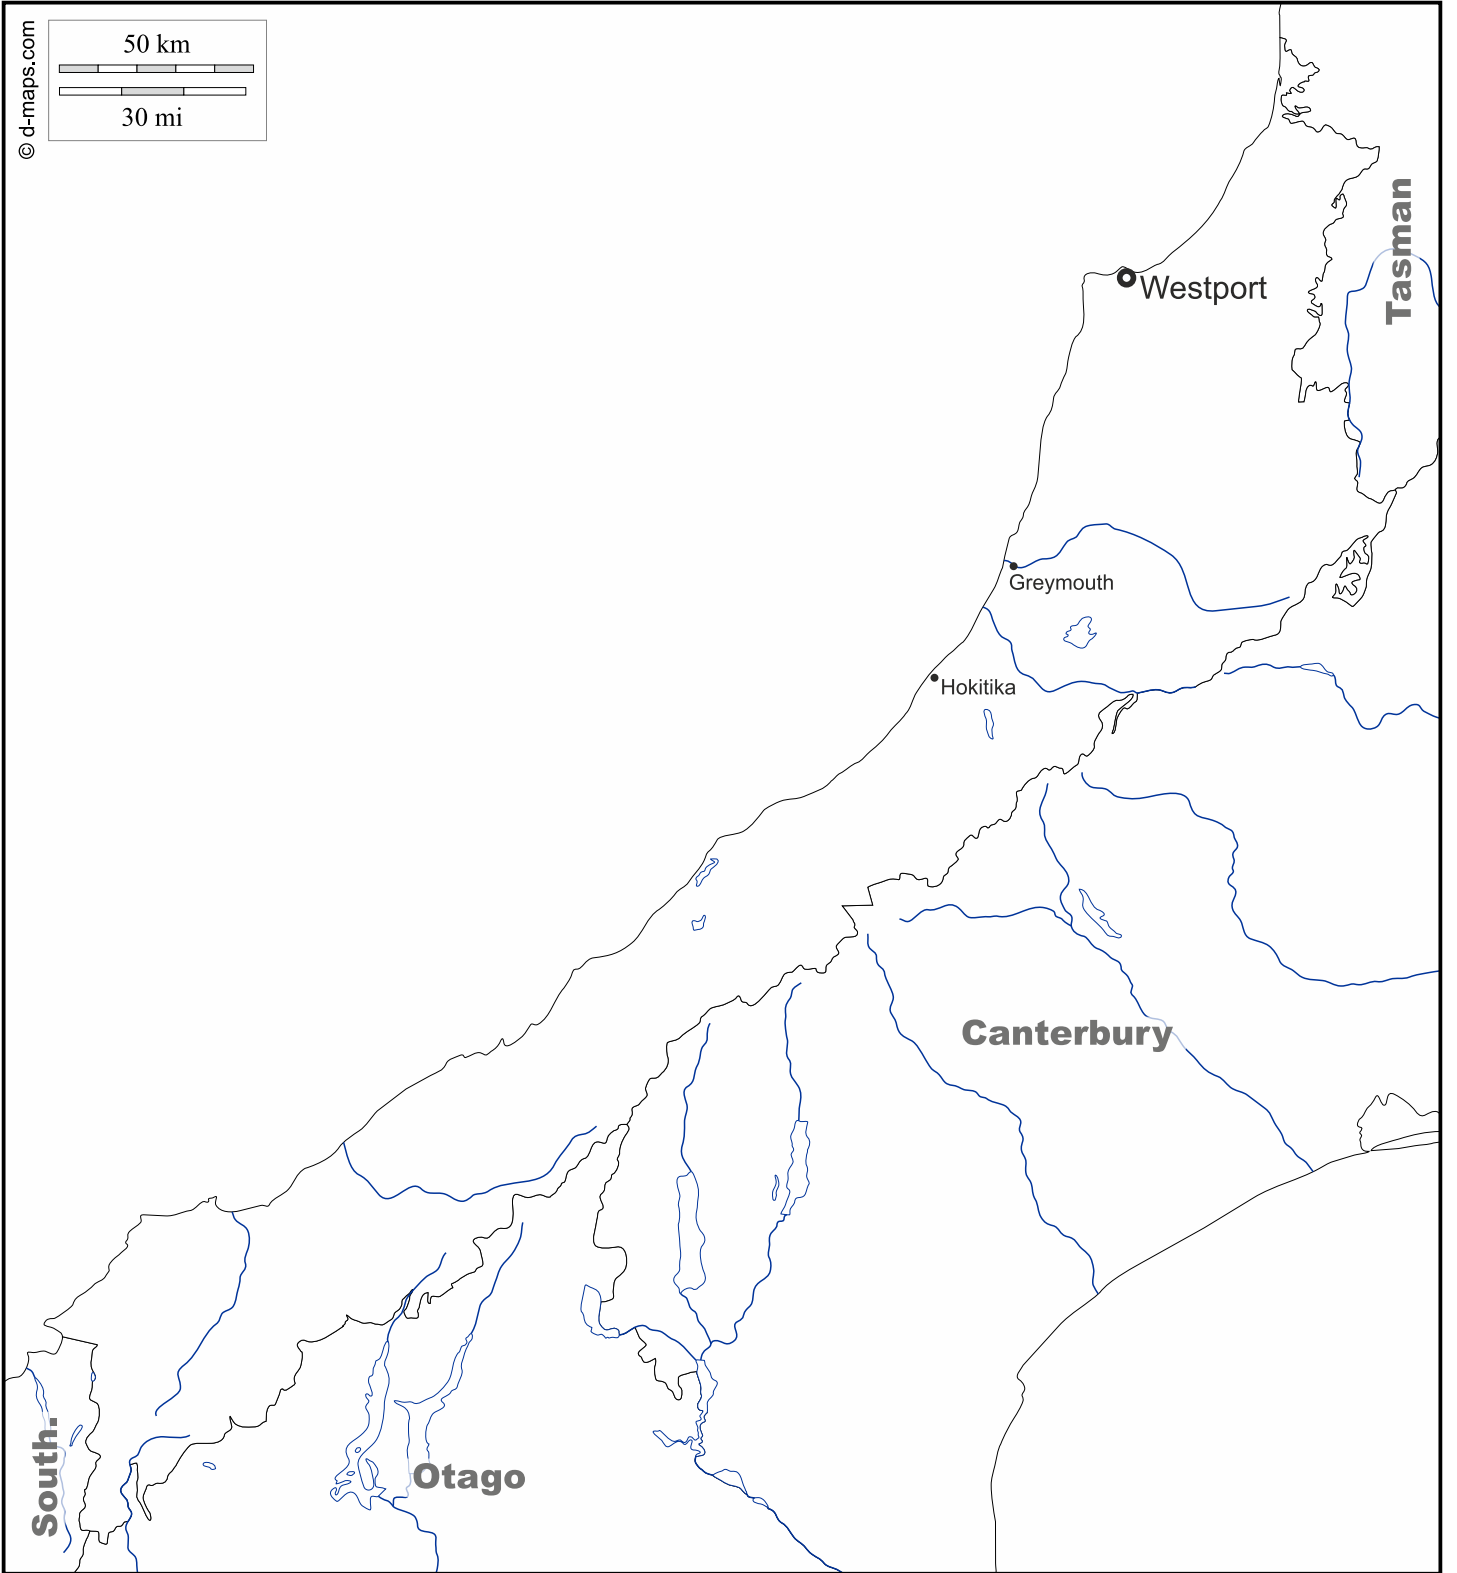 © d-maps.com
50 km
30 mi
Tasman
Westport
Greymouth
Hokitika
Canterbury
South.
Otago